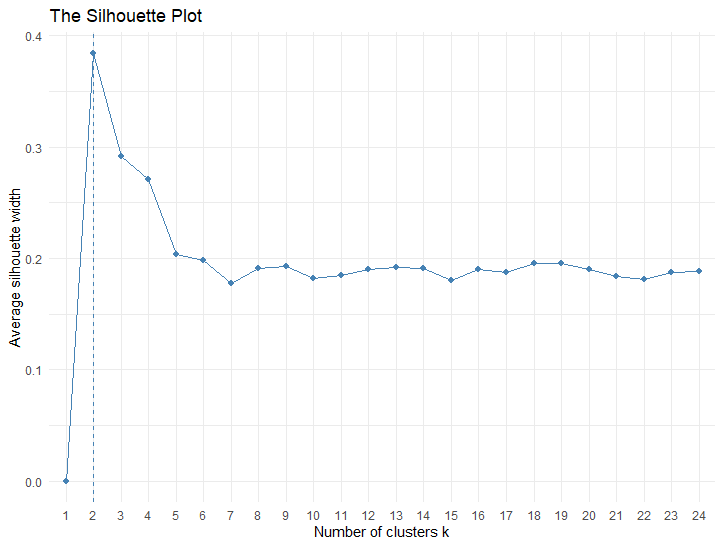 The Silhouette Plot
Average silhouette width
0.4
0.3
0.2
0.1
0.0
1 2 3 4 5 6 7 8 9 10 11 12 13 14 15 16 17 18 19 20 21 22 23 24
Number of clusters k